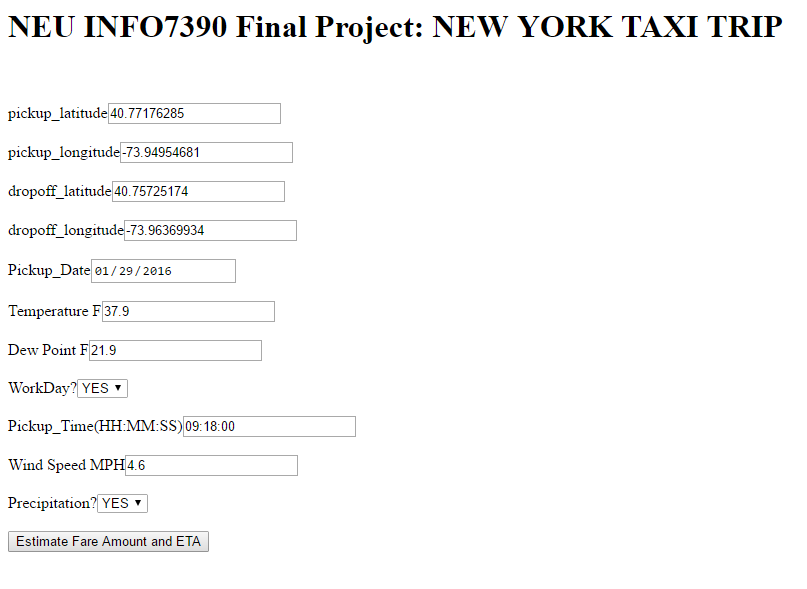 NEU INFO7390 Final Project: NEW YORK TAXI TRIP
pickup_latitude 40.77176285
pickup_longitude -73.94954681
dropoff_latitude 40.75725174
dropoff_longitude -73.96369934
Pickup_Date 01/29/2016
Temperature F 37.9
Dew Point F 21.9
WorkDay? YES
Pickup_Time(HH:MM:SS) 09:18:00
Wind Speed MPH 4.6
Precipitation? YES
Estimate Fare Amount and ETA